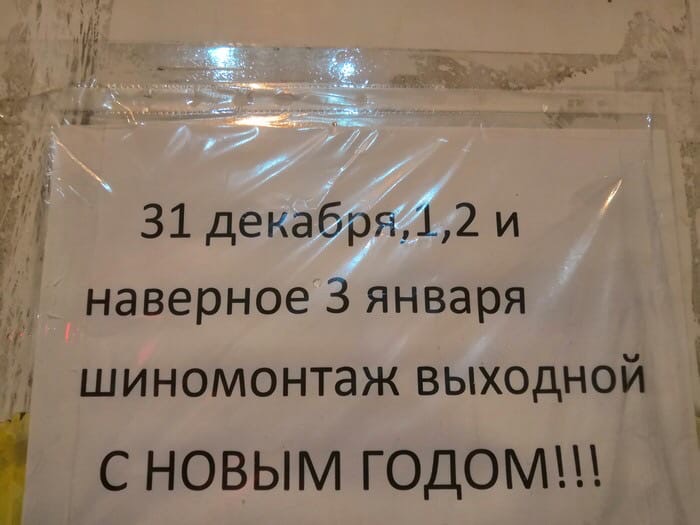 31 декабря,1,2 и
наверное 3 января
шиномонтаж выходной
С НОВЫМ ГОДОМ!!!